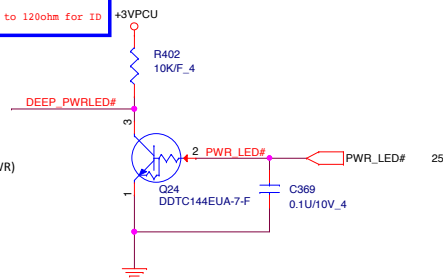 to 120ohm for ID
+3VPCU
R402
10K/F_4
DEEP_PWRLED#
3
2
PWR_LED#
PWR_LED#
25
WR)
1
Q24
DDTC144EUA-7-F
C369
0.1U/10V_4